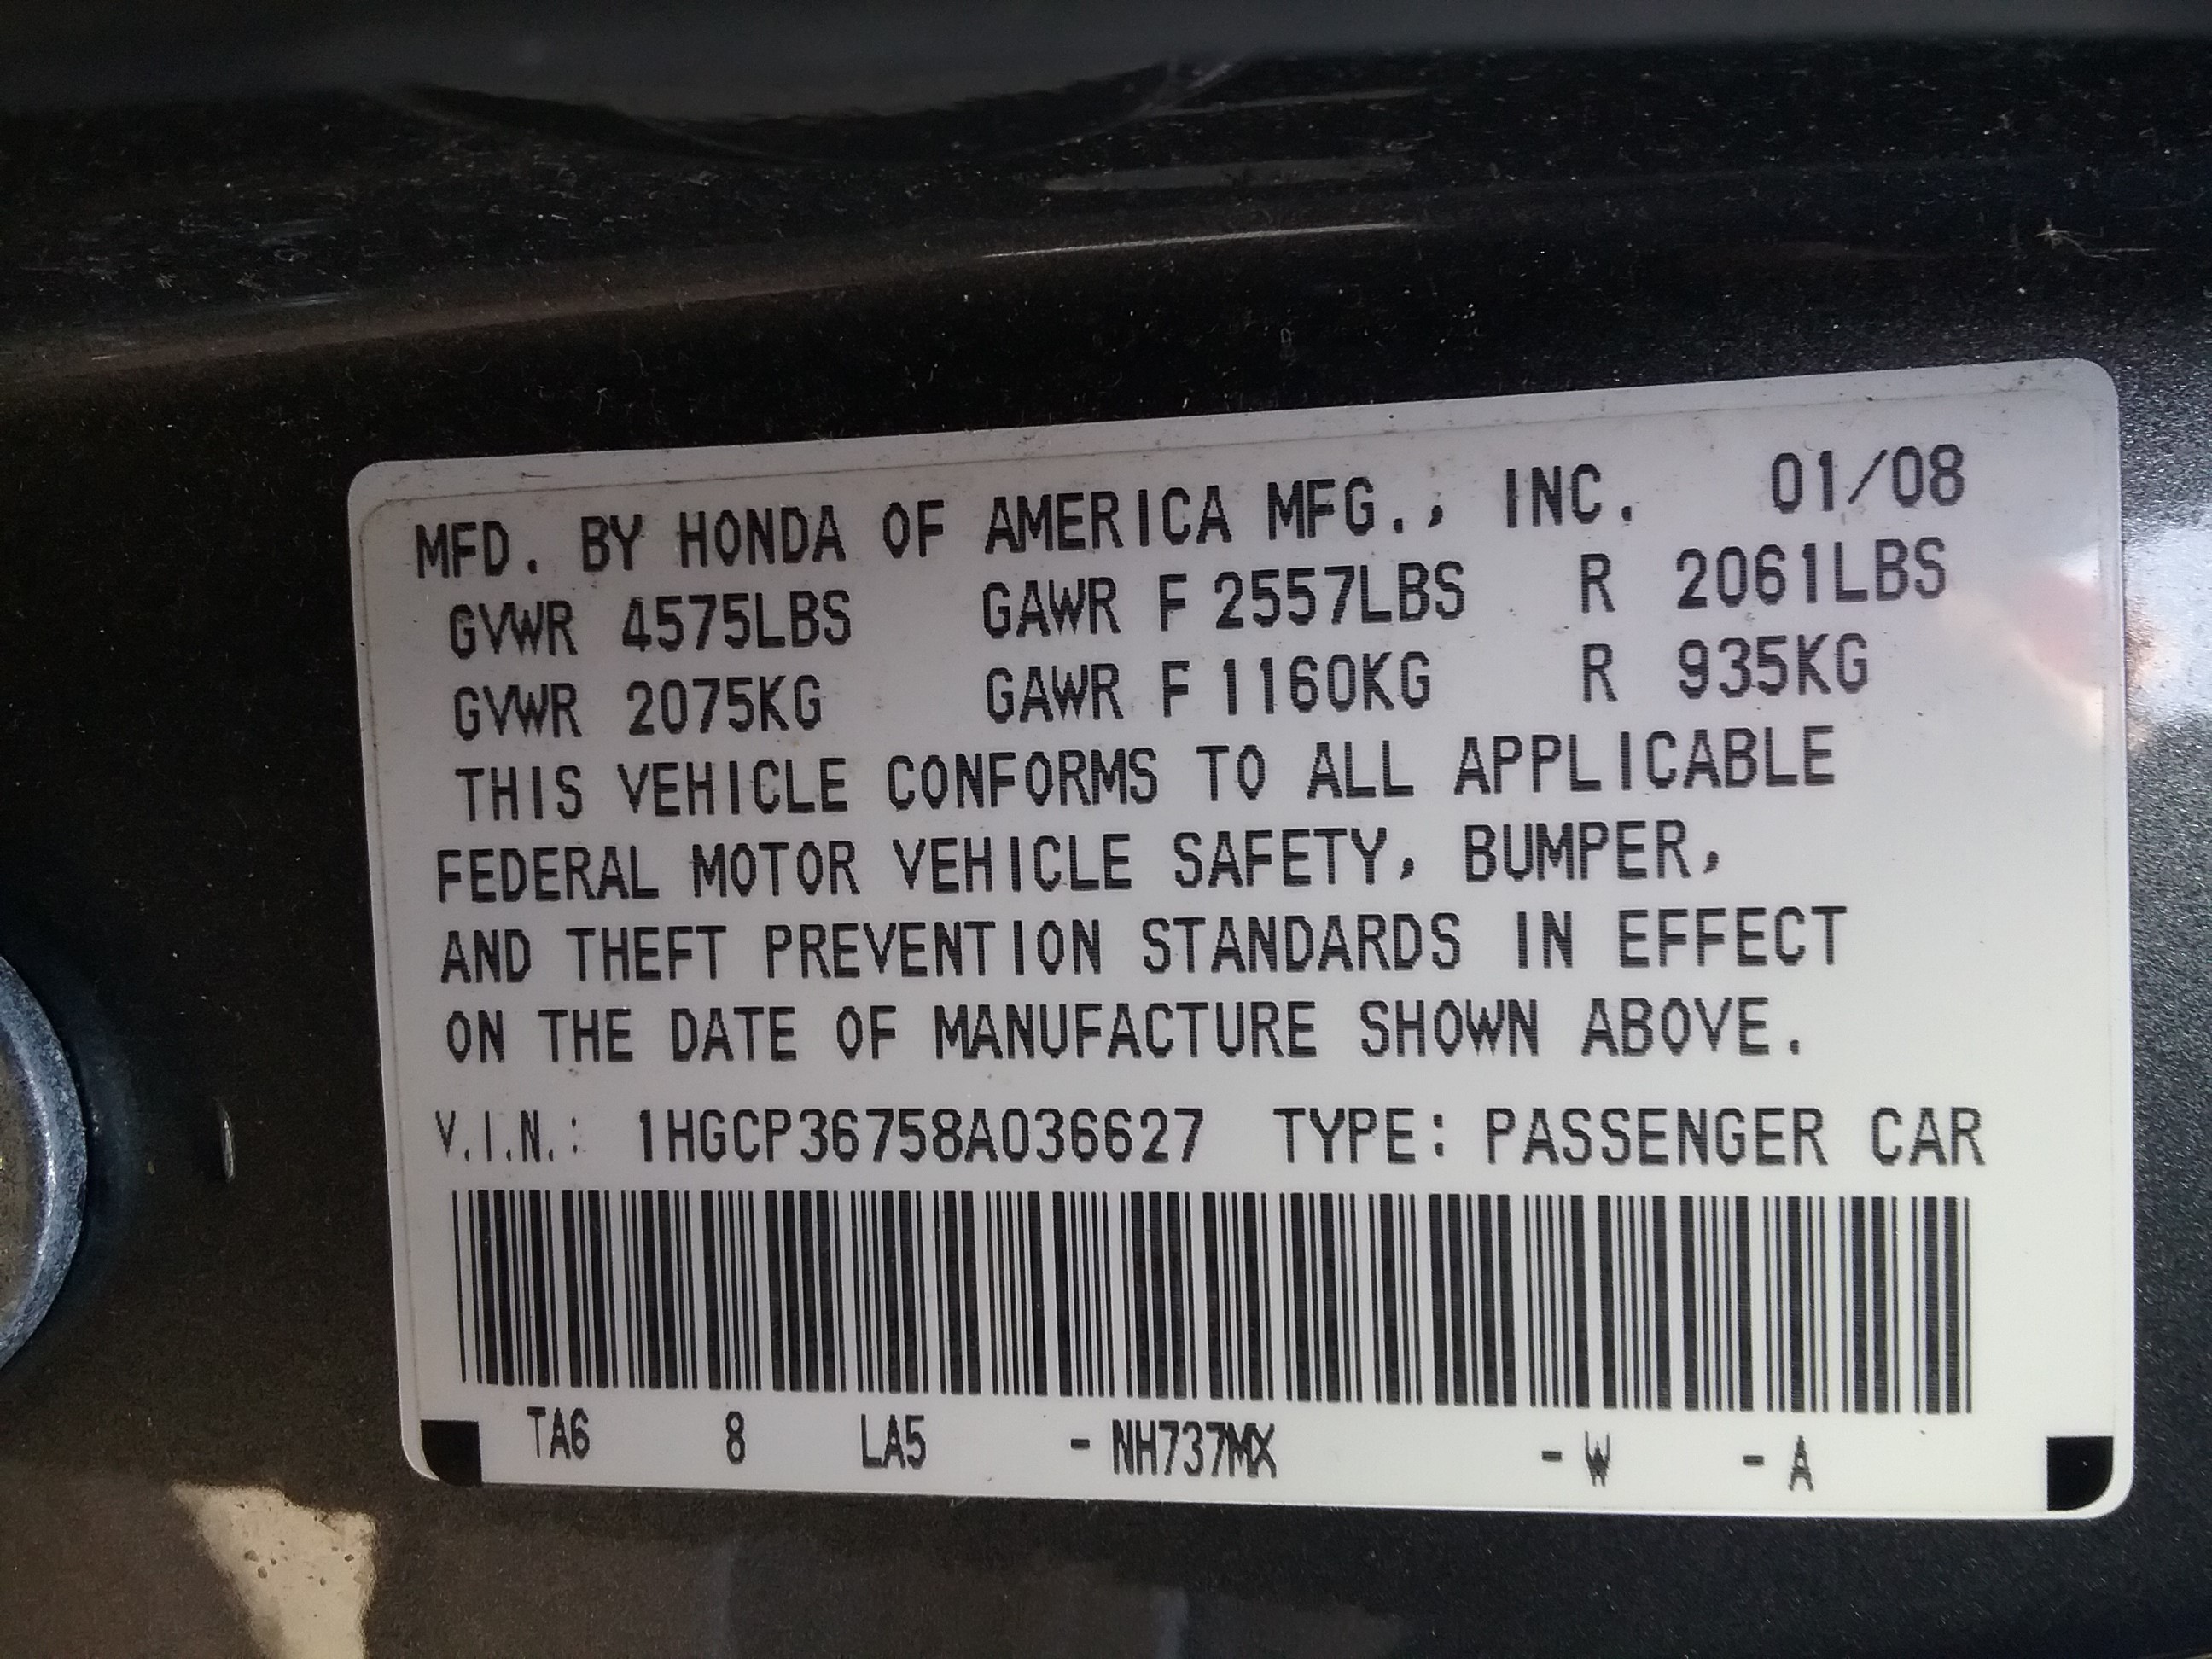 MFD. BY HONDA OF AMERICA MFG., INC. 01/08
GVWR 4575LBS GAWR F 2557LBS R 2061LBS
GVWR 2075KG GAWR F 1160KG R 935KG
THIS VEHICLE CONFORMS TO ALL APPLICABLE
FEDERAL MOTOR VEHICLE SAFETY, BUMPER,
AND THEFT PREVENTION STANDARDS IN EFFECT
ON THE DATE OF MANUFACTURE SHOWN ABOVE.
V.I.N.: 1HGCP36758A036627 TYPE: PASSENGER CAR
TA6 8 LA5 - NH737MX - W - A